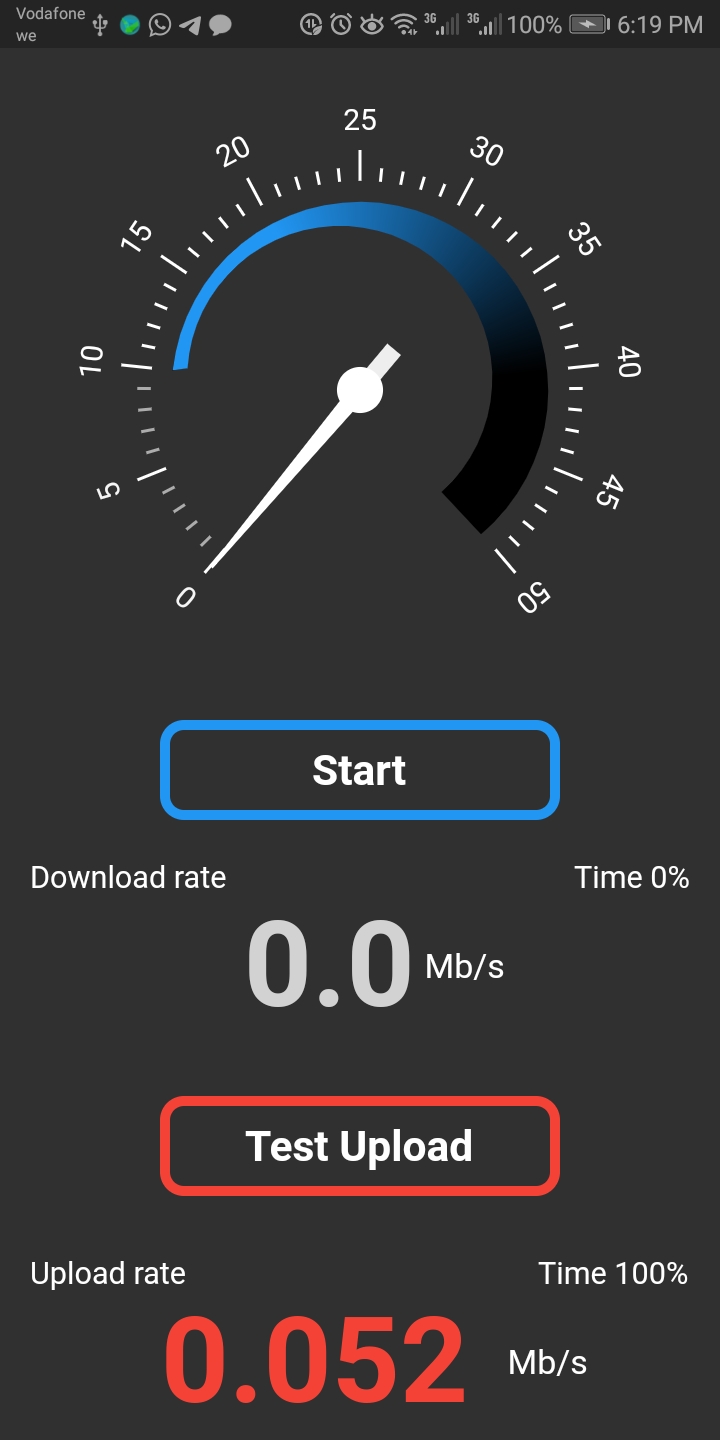 Vodafone
we
3G 3G 100% 6:19 PM
25
20 30
15 35
10 40
5 45
0 50
Start
Download rate Time 0%
0.0 Mb/s
Test Upload
Upload rate Time 100%
0.052 Mb/s